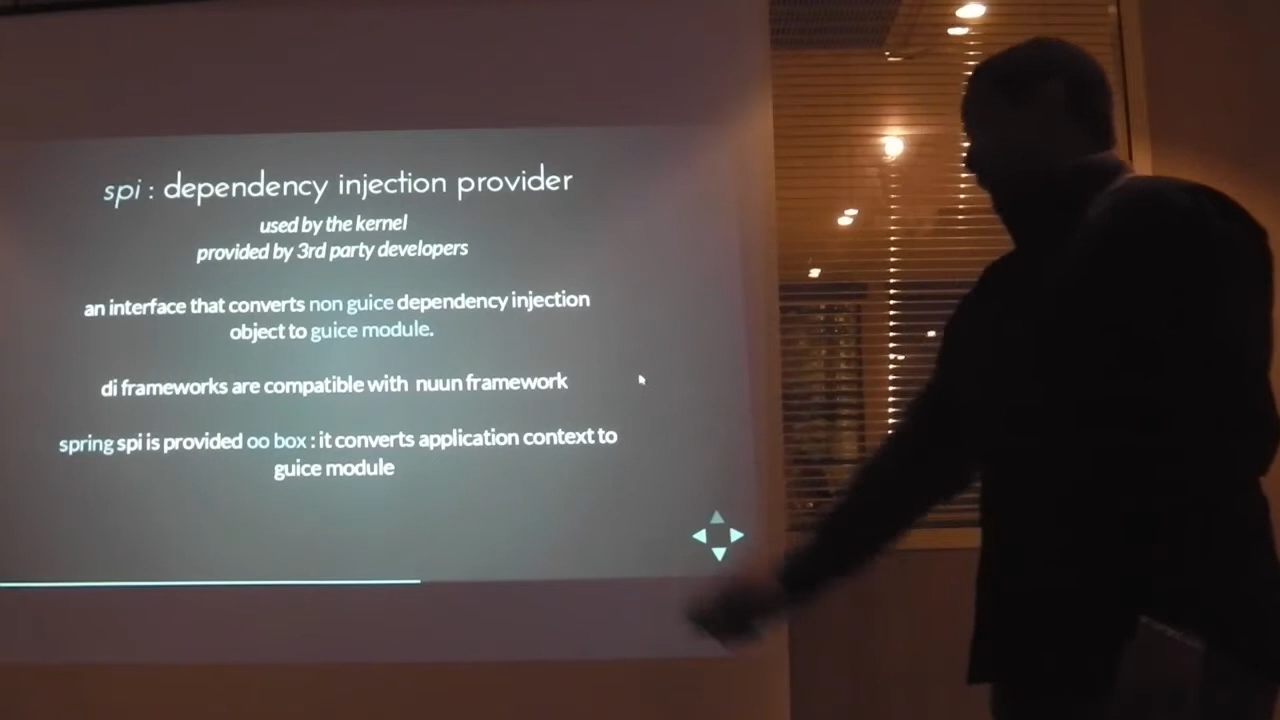 spi : dependency injection provider
used by the kernel
provided by 3rd party developers
an interface that converts non guice dependency injection
object to guice module.
di frameworks are compatible with nuun framework
spring spi is provided oo box : it converts application context to
guice module